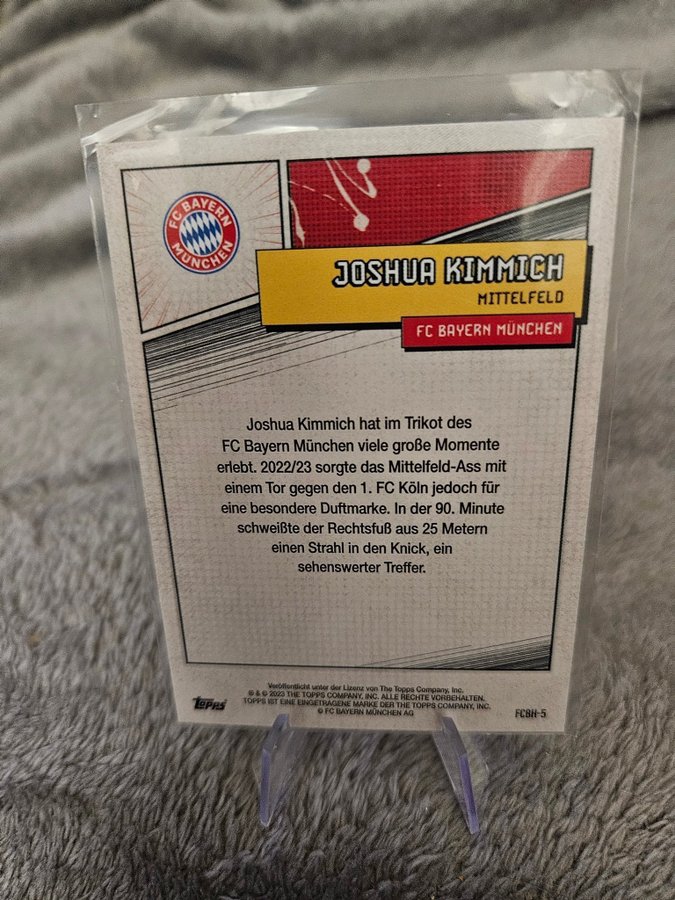 FC BAYERN
MÜNCHEN
JOSHUA KIMMICH
MITTELFELD
FC BAYERN MÜNCHEN
Joshua Kimmich hat im Trikot des
FC Bayern München viele große Momente
erlebt. 2022/23 sorgte das Mittelfeld-Ass mit
einem Tor gegen den 1. FC Köln jedoch für
eine besondere Duftmarke. In der 90. Minute
schweißte der Rechtsfuß aus 25 Metern
einen Strahl in den Knick, ein
sehenswerter Treffer.
Veröffentlicht unter der Lizenz von The Topps Company, Inc.
® & © 2023 THE TOPPS COMPANY, INC. ALLE RECHTE VORBEHALTEN.
TOPPS IST EINE EINGETRAGENE MARKE DER THE TOPPS COMPANY, INC.
© FC BAYERN MÜNCHEN AG
TOPPS
FCBH-5